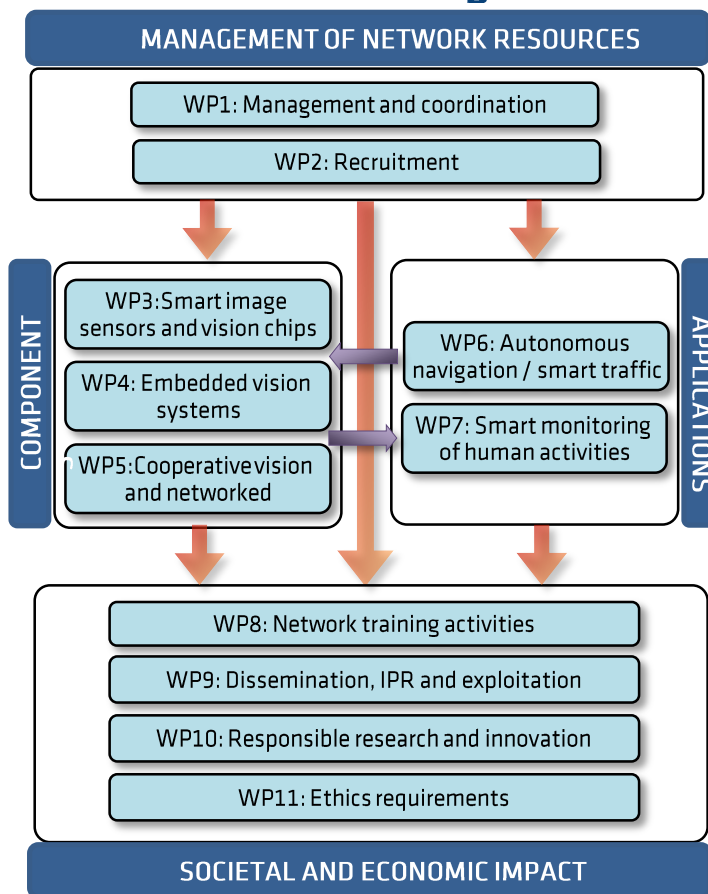 MANAGEMENT OF NETWORK RESOURCES
WP1: Management and coordination
WP2: Recruitment
COMPONENT
WP3:Smart image
sensors and vision chips
WP4: Embedded vision
systems
WP5:Cooperative vision
and networked
WP6: Autonomous
navigation / smart traffic
WP7: Smart monitoring
of human activities
APPLICATIONS
WP8: Network training activities
WP9: Dissemination, IPR and exploitation
WP10: Responsible research and innovation
WP11: Ethics requirements
SOCIETAL AND ECONOMIC IMPACT